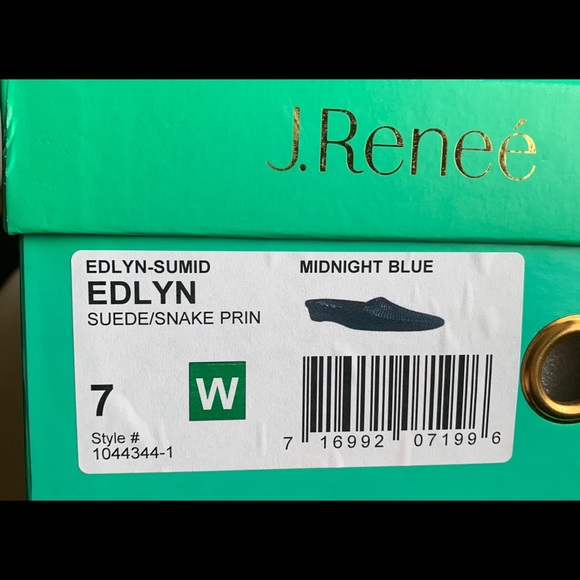 J.Reneé
EDLYN-SUMID
MIDNIGHT BLUE
EDLYN
SUEDE/SNAKE PRIN
7
W
Style #
1044344-1
7 16992 07199 6